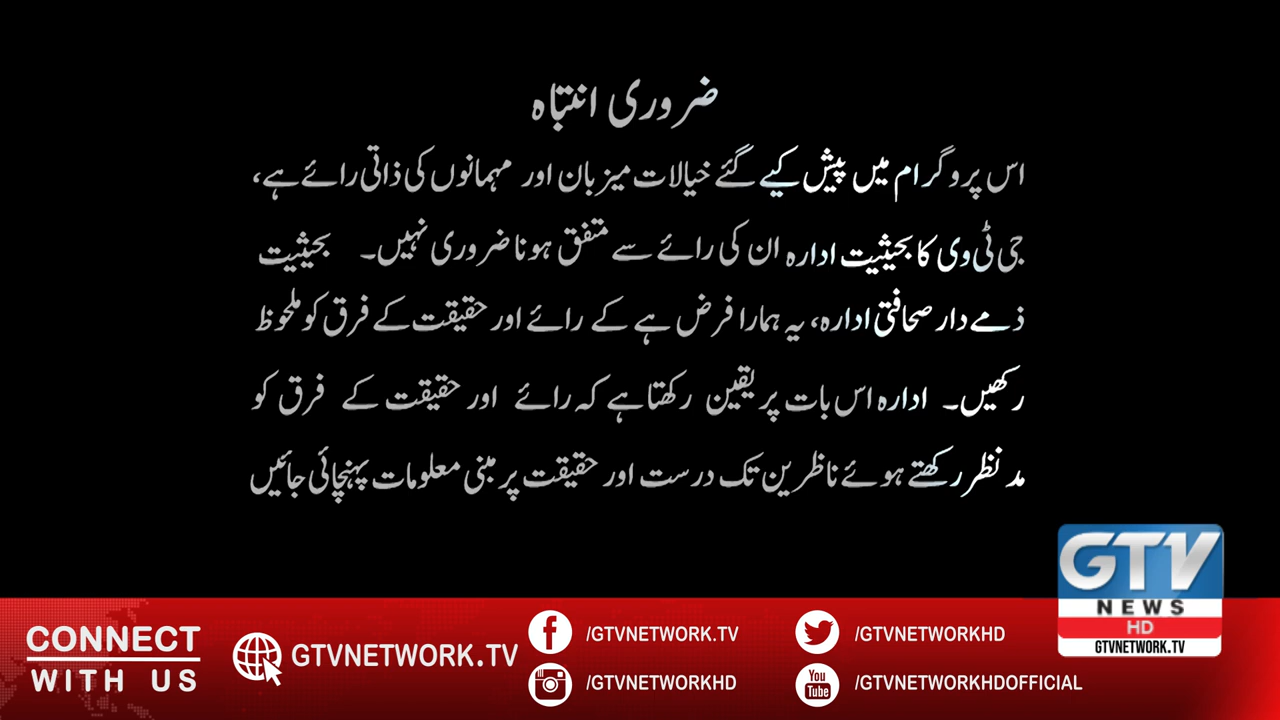 ضروری انتباہ
اس پروگرام میں پیش کیے گئے خیالات میزبان اور مہمانوں کی ذاتی رائے ہے،
جی ٹی وی کا بحیثیت ادارہ ان کی رائے سے متفق ہونا ضروری نہیں۔ بحیثیت
ذمے دار صحافتی ادارہ، یہ ہمارا فرض ہے کے رائے اور حقیقت کے فرق کو ملحوظ
رکھیں۔ ادارہ اس بات پر یقین رکھتا ہے کہ رائے اور حقیقت کے فرق کو
مد نظر رکھتے ہوئے ناظرین تک درست اور حقیقت پر مبنی معلومات پہنچائی جائیں
GTV
NEWS
HD
GTVNETWORK.TV
CONNECT
WITH US
GTVNETWORK.TV
/GTVNETWORK.TV
/GTVNETWORKHD
/GTVNETWORKHD
You
Tube
/GTVNETWORKHDOFFICIAL